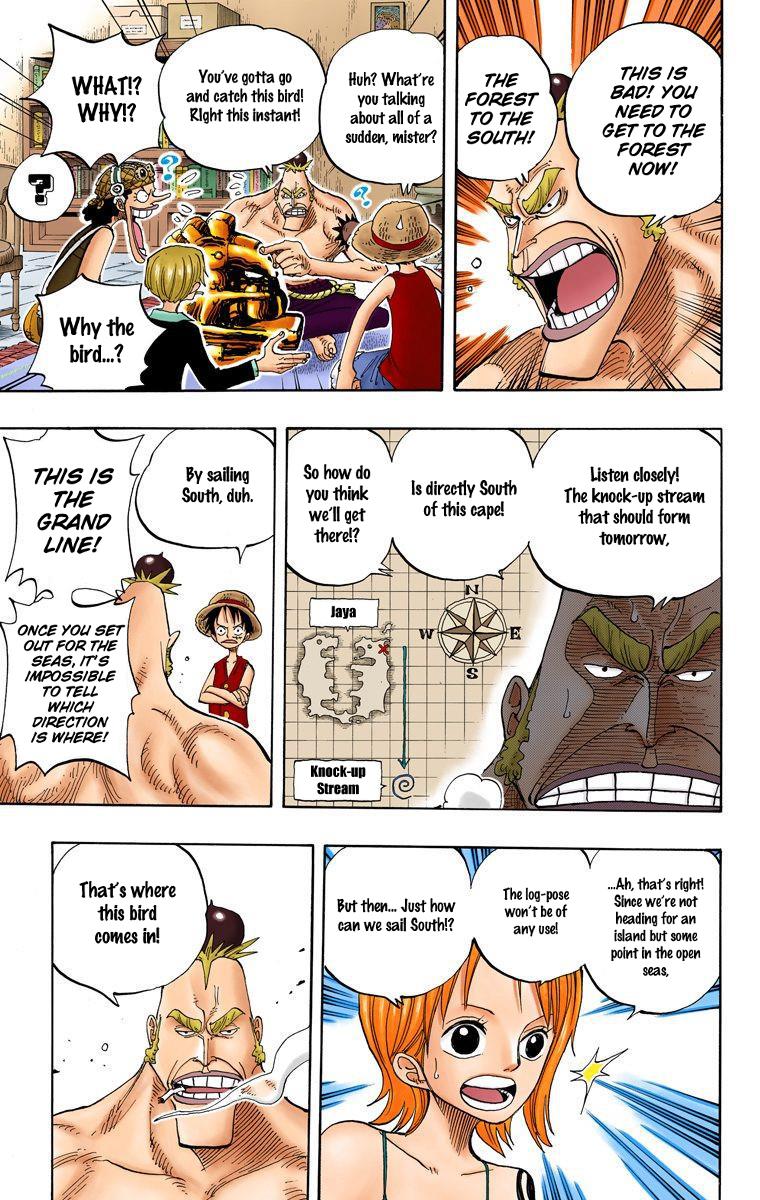 THIS IS
BAD! YOU
NEED TO
GET TO THE
FOREST
NOW!
THE
FOREST
TO THE
SOUTH!
Huh? What're
you talking
about all of a
sudden, mister?
You've gotta go
and catch this bird!
RIght this instant!
WHAT!?
WHY!?
?
?
?
Why the
bird...?
Listen closely!
The knock-up stream
that should form
tomorrow,
Is directly South
of this cape!
So how do
you think
we'll get
there!?
Jaya
N
W
E
S
Knock-up
Stream
By sailing
South, duh.
THIS IS
THE
GRAND
LINE!
ONCE YOU SET
OUT FOR THE
SEAS, IT'S
IMPOSSIBLE
TO TELL
WHICH
DIRECTION
IS WHERE!
...Ah, that's right!
Since we're not
heading for an
island but some
point in the open
seas,
The log-pose
won't be of
any use!
But then... Just how
can we sail South!?
That's where
this bird
comes in!